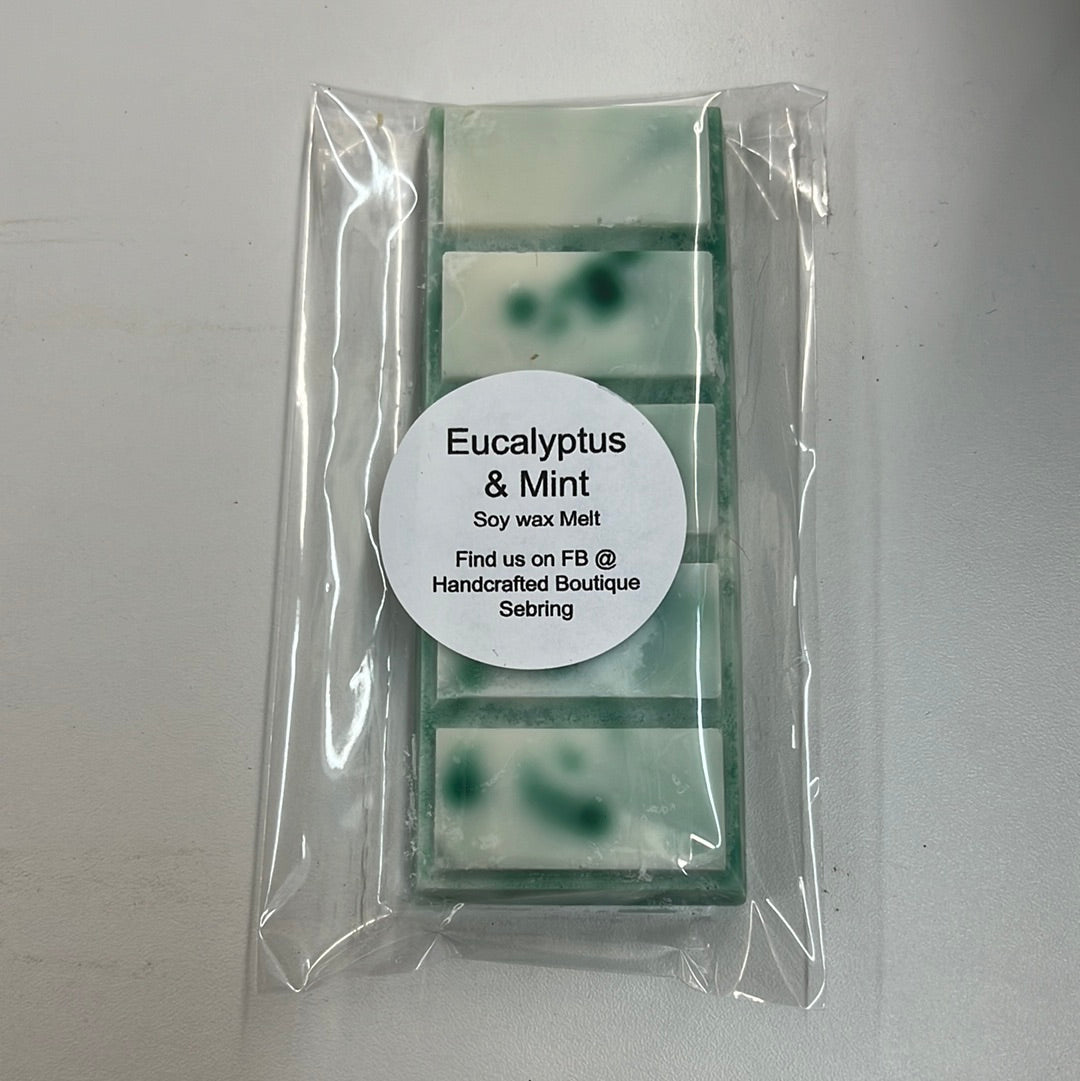 Eucalyptus
& Mint
Soy wax Melt
Find us on FB @
Handcrafted Boutique
Sebring